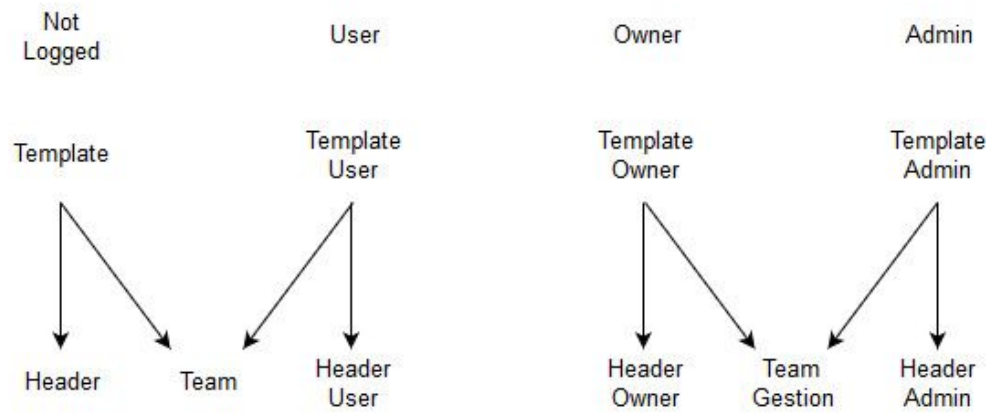 Not
Logged
User
Owner
Admin
Template
Template
User
Template
Owner
Template
Admin
Header
Team
Header
User
Header
Owner
Team
Gestion
Header
Admin